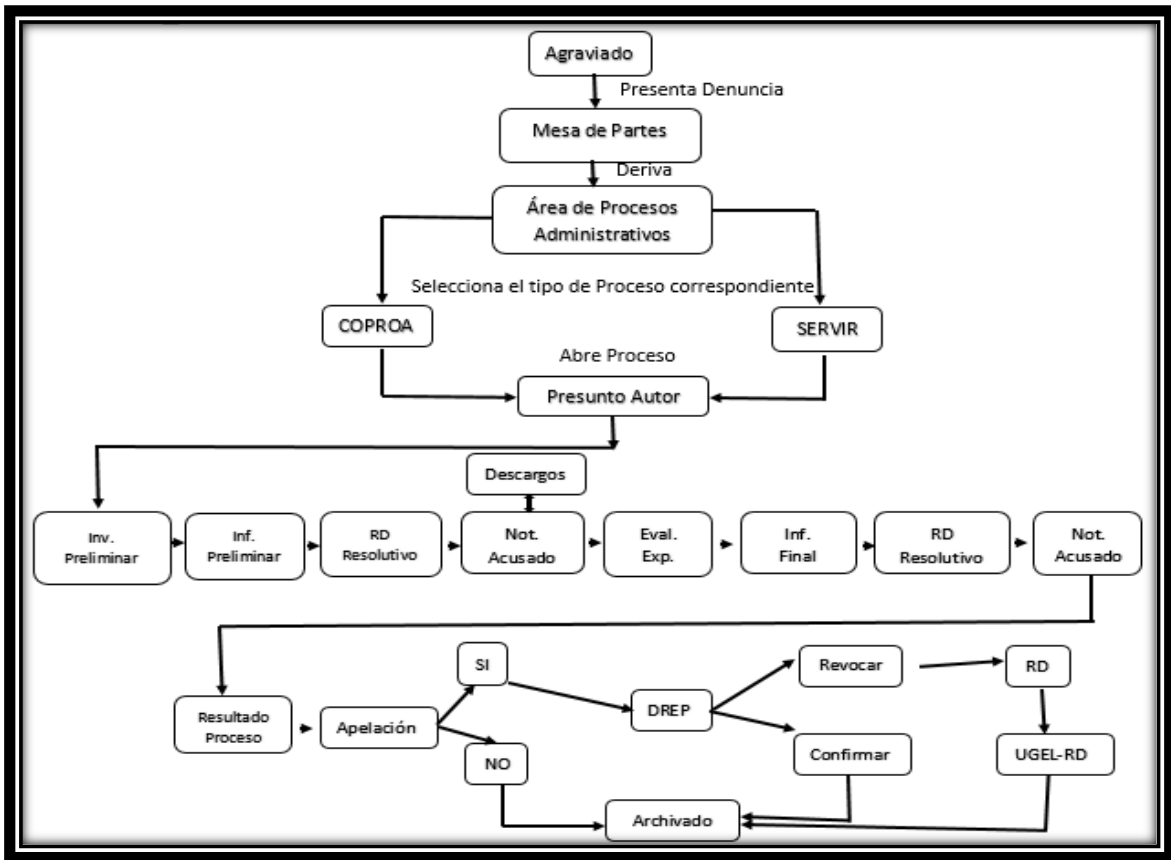 Agraviado
Presenta Denuncia
Mesa de Partes
Deriva
Área de Procesos
Administrativos
Selecciona el tipo de Proceso correspondiente
COPROA
SERVIR
Abre Proceso
Presunto Autor
Descargos
Inv.
Preliminar
Inf.
Preliminar
RD
Resolutivo
Not.
Acusado
Eval.
Exp.
Inf.
Final
RD
Resolutivo
Not.
Acusado
Resultado
Proceso
Apelación
SI
NO
DREP
Revocar
RD
Confirmar
UGEL-RD
Archivado